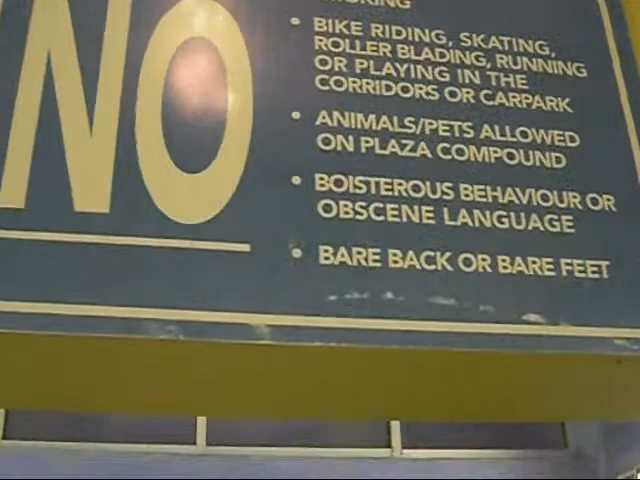 NO
SMOKING
• BIKE RIDING, SKATING,
ROLLER BLADING, RUNNING
OR PLAYING IN THE
CORRIDORS OR CARPARK
• ANIMALS/PETS ALLOWED
ON PLAZA COMPOUND
• BOISTEROUS BEHAVIOUR OR
OBSCENE LANGUAGE
• BARE BACK OR BARE FEET